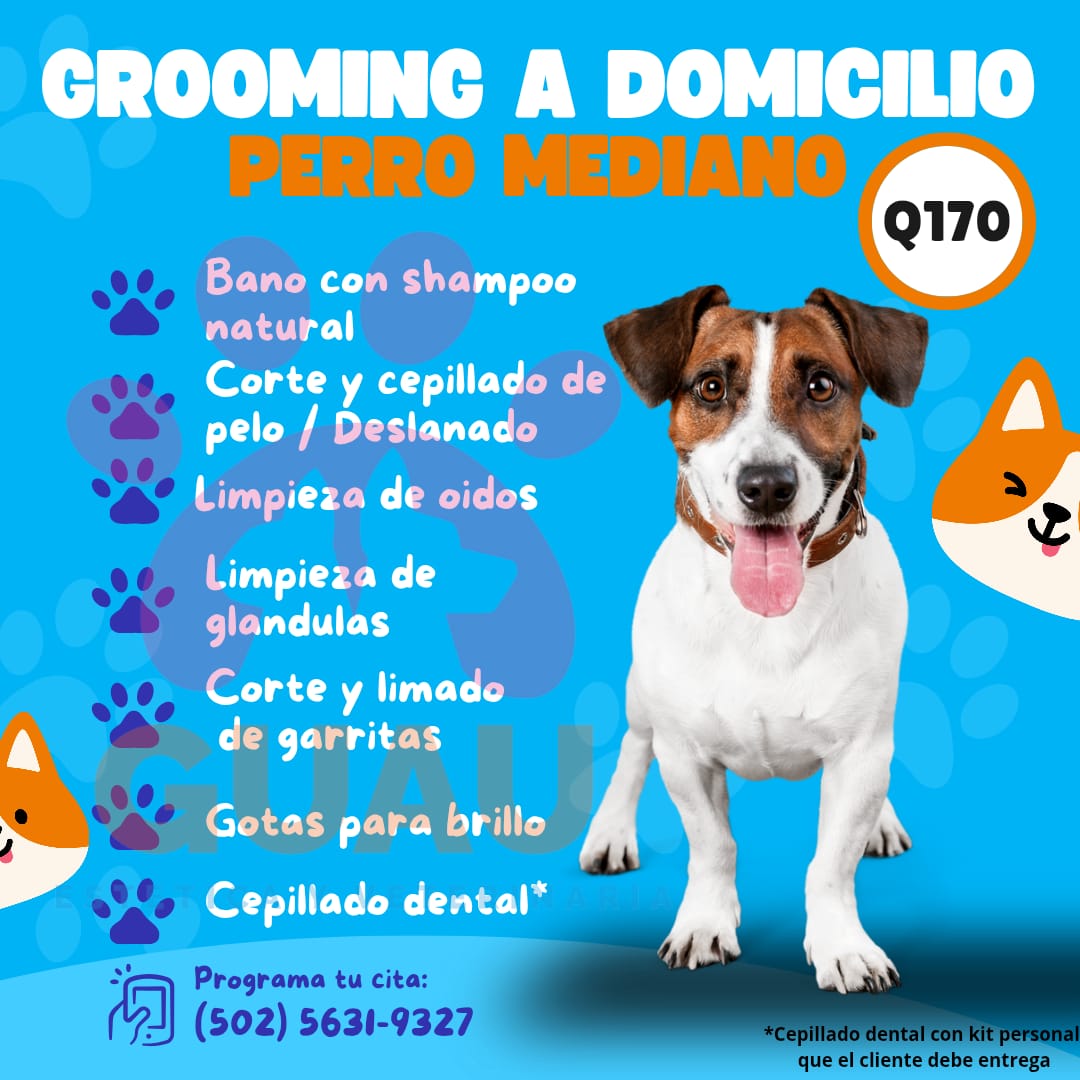 GROOMING A DOMICILIO
PERRO MEDIANO
Q170
Bano con shampoo
natural
Corte y cepillado de
pelo / Deslanado
Limpieza de oidos
Limpieza de
glandulas
Corte y limado
de garritas
GUAU
Gotas para brillo
Cepillado dental*
Programa tu cita:
(502) 5631-9327
*Cepillado dental con kit personal
que el cliente debe entrega